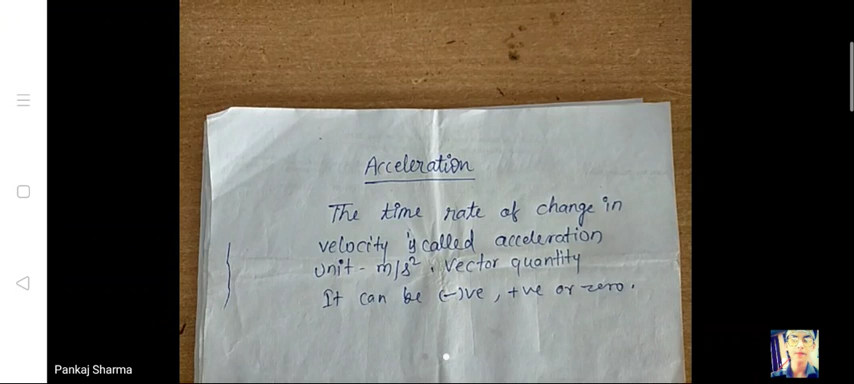 Acceleration
The time rate of change in
velocity is called acceleration
unit - m/s². Vector quantity
It can be (-)ve, +ve or zero.
Pankaj Sharma